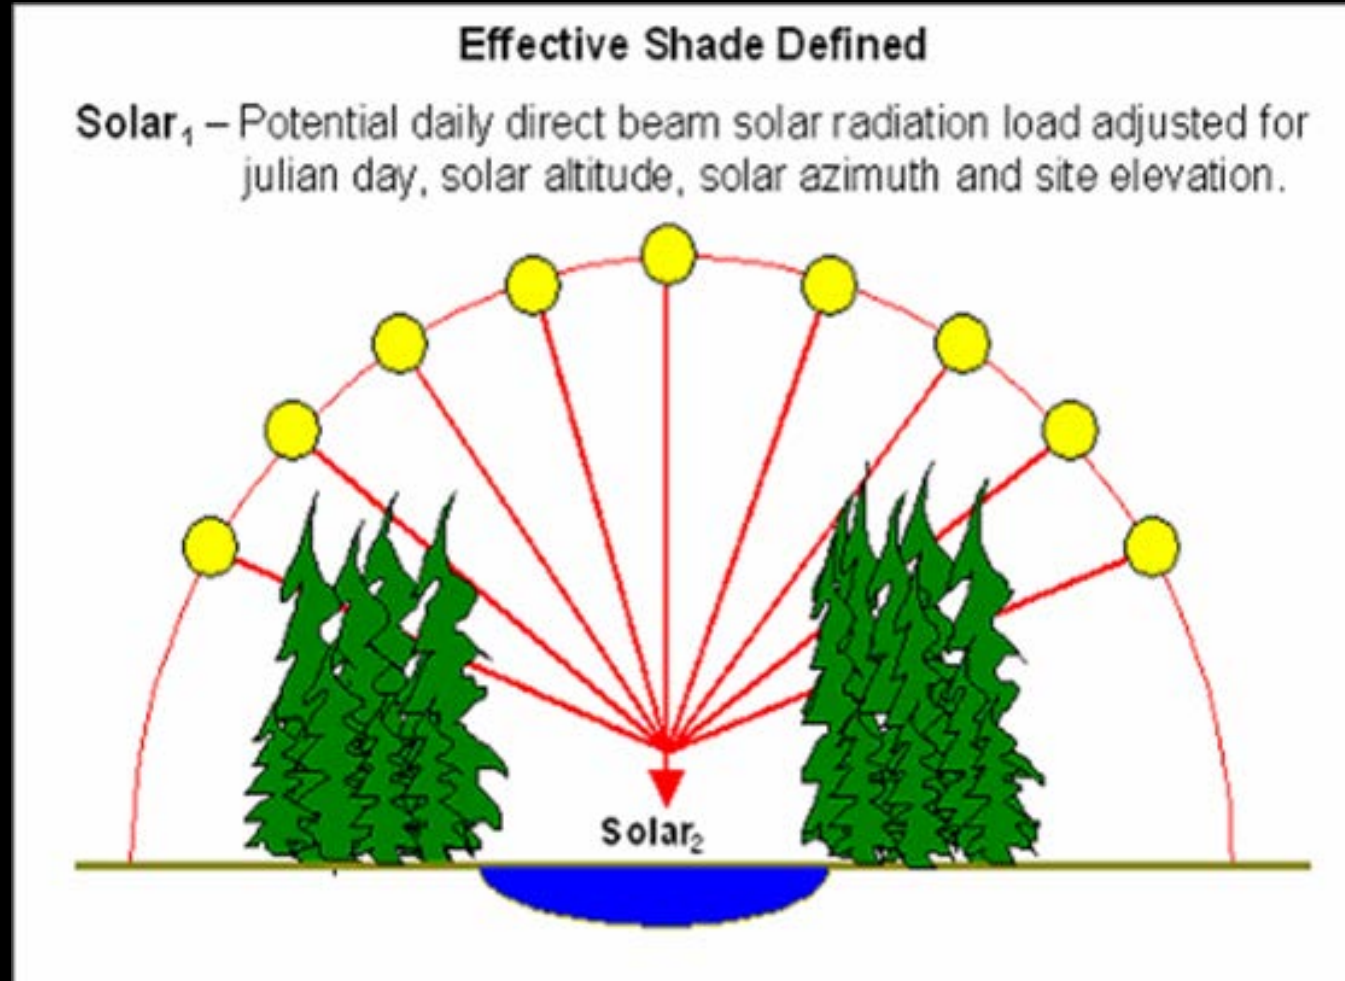 Effective Shade Defined
Solar₁ – Potential daily direct beam solar radiation load adjusted for
julian day, solar altitude, solar azimuth and site elevation.
Solar₂